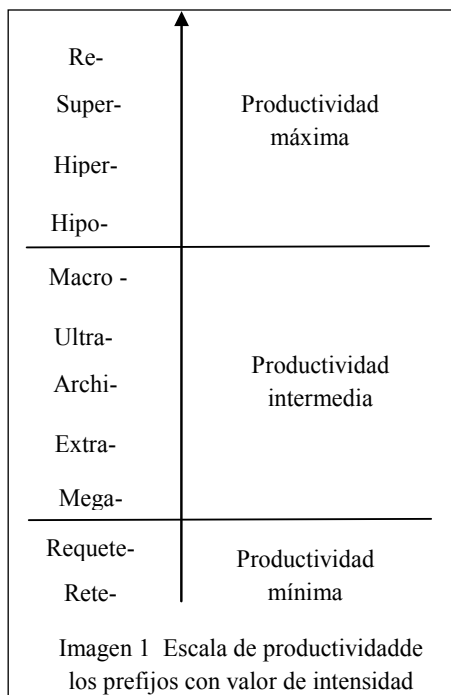 Re-
Super-
Productividad
máxima
Hiper-
Hipo-
Macro -
Ultra-
Productividad
intermedia
Archi-
Extra-
Mega-
Requete-
Productividad
mínima
Rete-
Imagen 1 Escala de productividadde
los prefijos con valor de intensidad